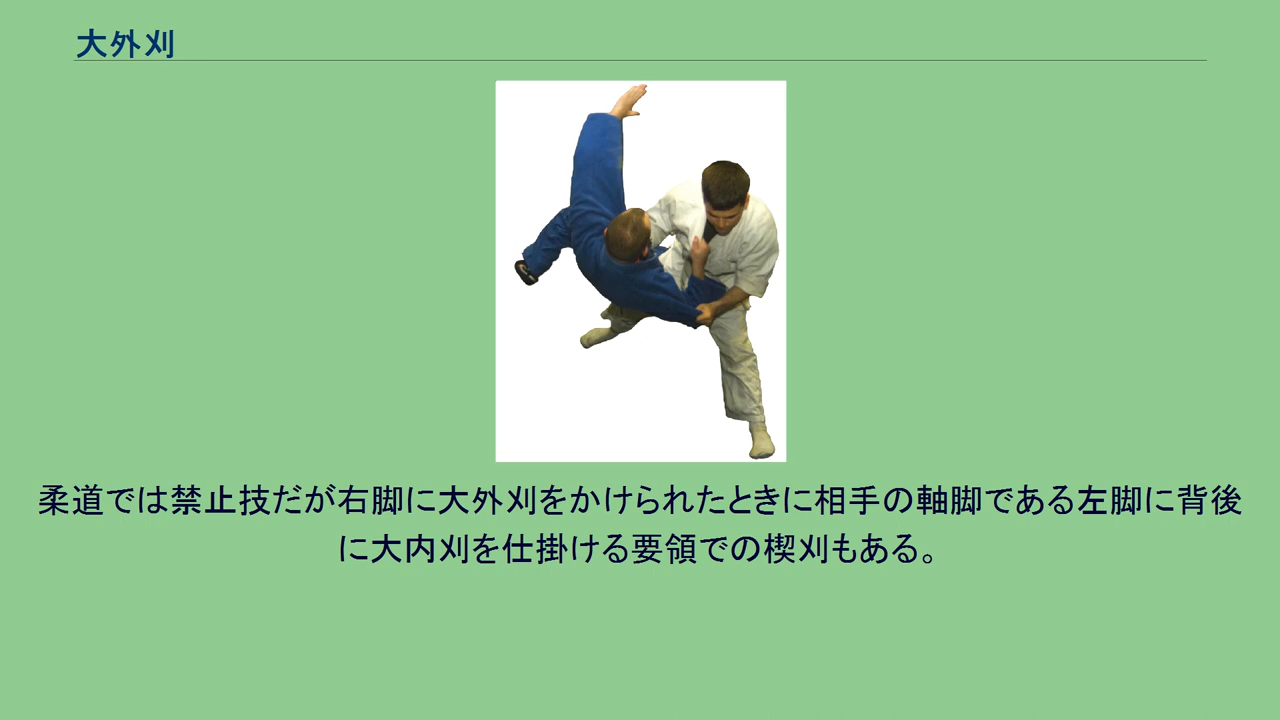 大外刈
柔道では禁止技だが右脚に大外刈をかけられたときに相手の軸脚である左脚に背後
に大内刈を仕掛ける要領での楔刈もある。